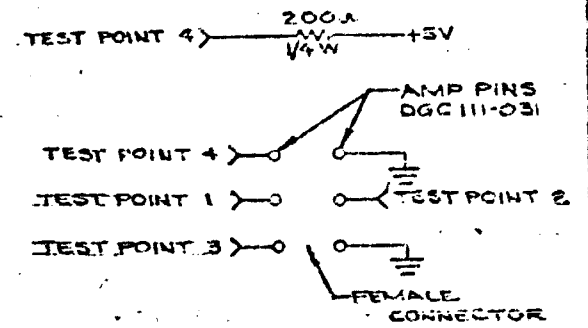 200Ω
TEST POINT 4 +5V
1/4 W
AMP PINS
DGC 111-031
TEST POINT 4
TEST POINT 1 TEST POINT 2
TEST POINT 3
FEMALE
CONNECTOR